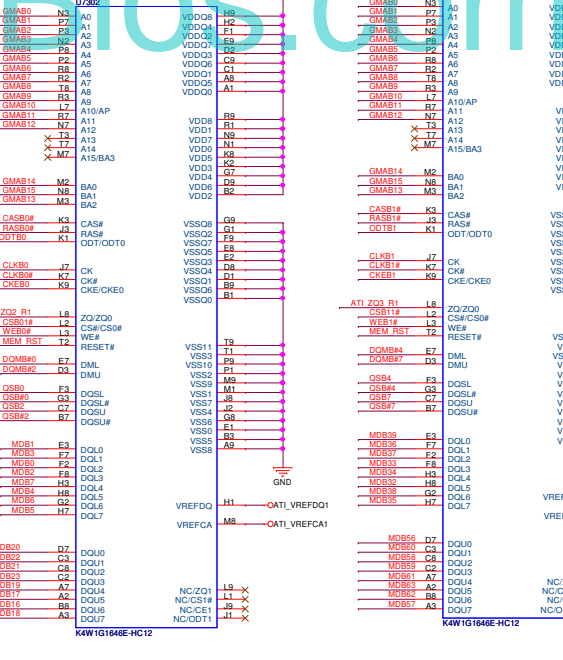 os.com
U7302
GMAB0 N3 A0
GMAB1 P7 A1
GMAB2 P3 A2
GMAB3 N2 A3
GMAB4 P8 A4
GMAB5 P2 A5
GMAB6 R8 A6
GMAB7 R2 A7
GMAB8 T8 A8
GMAB9 R3 A9
GMAB10 L7 A10/AP
GMAB11 R7 A11
GMAB12 N7 A12
T3 A13
T7 A14
M7 A15/BA3
GMAB14 M2 BA0
GMAB15 N8 BA1
GMAB13 M3 BA2
CASB0# K3 CAS#
RASB0# J3 RAS#
ODTB0 K1 ODT/ODT0
CLKB0 J7 CK
CLKB0# K7 CK#
CKEB0 K9 CKE/CKE0
ZQ2_R1 L8 ZQ/ZQ0
CSB01# L2 CS#/CS0#
WEB0# L3 WE#
MEM_RST T2 RESET#
DQMB#0 E7 DML
DQMB#2 D3 DMU
QSB0 F3 DQSL
QSB#0 G3 DQSL#
QSB2 C7 DQSU
QSB#2 B7 DQSU#
MDB1 E3 DQL0
MDB3 F7 DQL1
MDB0 F2 DQL2
MDB2 F8 DQL3
MDB7 H3 DQL4
MDB4 H8 DQL5
MDB6 G2 DQL6
MDB5 H7 DQL7
DB20 D7 DQU0
DB22 C3 DQU1
DB21 C8 DQU2
DB23 C2 DQU3
DB19 A7 DQU4
DB17 A2 DQU5
DB16 B8 DQU6
DB18 A3 DQU7
VDDQ8 H9
VDDQ4 H2
VDDQ2 F1
VDDQ7 E9
VDDQ3 D2
VDDQ6 C9
VDDQ1 C1
VDDQ5 A8
VDDQ0 A1
VDD8 R9
VDD1 R1
VDD7 N9
VDD0 N1
VDD5 K8
VDD3 K2
VDD4 G7
VDD6 D9
VDD2 B2
VSSQ8 G9
VSSQ2 G1
VSSQ7 F9
VSSQ5 E8
VSSQ3 E2
VSSQ4 D8
VSSQ1 D1
VSSQ6 B9
VSSQ0 B1
VSS11 T9
VSS3 T1
VSS10 P9
VSS2 P1
VSS9 M9
VSS1 M1
VSS7 J8
VSS4 J2
VSS6 G8
VSS0 E1
VSS5 B3
VSS8 A9
GND
VREFDQ H1 ATI_VREFDQ1
VREFCA M8 ATI_VREFCA1
NC/ZQ1 L9
NC/CS1# L1
NC/CE1 J9
NC/ODT1 J1
K4W1G1646E-HC12
GMAB0 N3 A0
GMAB1 P7 A1
GMAB2 P3 A2
GMAB3 N2 A3
GMAB4 P8 A4
GMAB5 P2 A5
GMAB6 R8 A6
GMAB7 R2 A7
GMAB8 T8 A8
GMAB9 R3 A9
GMAB10 L7 A10/AP
GMAB11 R7 A11
GMAB12 N7 A12
T3 A13
T7 A14
M7 A15/BA3
GMAB14 M2 BA0
GMAB15 N8 BA1
GMAB13 M3 BA2
CASB1# K3 CAS#
RASB1# J3 RAS#
ODTB1 K1 ODT/ODT0
CLKB1 J7 CK
CLKB1# K7 CK#
CKEB1 K9 CKE/CKE0
ATI_ZQ3_R1 L8 ZQ/ZQ0
CSB11# L2 CS#/CS0#
WEB1# L3 WE#
MEM_RST T2 RESET#
DQMB#4 E7 DML
DQMB#7 D3 DMU
QSB4 F3 DQSL
QSB#4 G3 DQSL#
QSB7 C7 DQSU
QSB#7 B7 DQSU#
MDB39 E3 DQL0
MDB36 F7 DQL1
MDB37 F2 DQL2
MDB33 F8 DQL3
MDB34 H3 DQL4
MDB32 H8 DQL5
MDB38 G2 DQL6
MDB35 H7 DQL7
MDB56 D7 DQU0
MDB60 C3 DQU1
MDB58 C8 DQU2
MDB59 C2 DQU3
MDB61 A7 DQU4
MDB63 A2 DQU5
MDB62 B8 DQU6
MDB57 A3 DQU7
K4W1G1646E-HC12